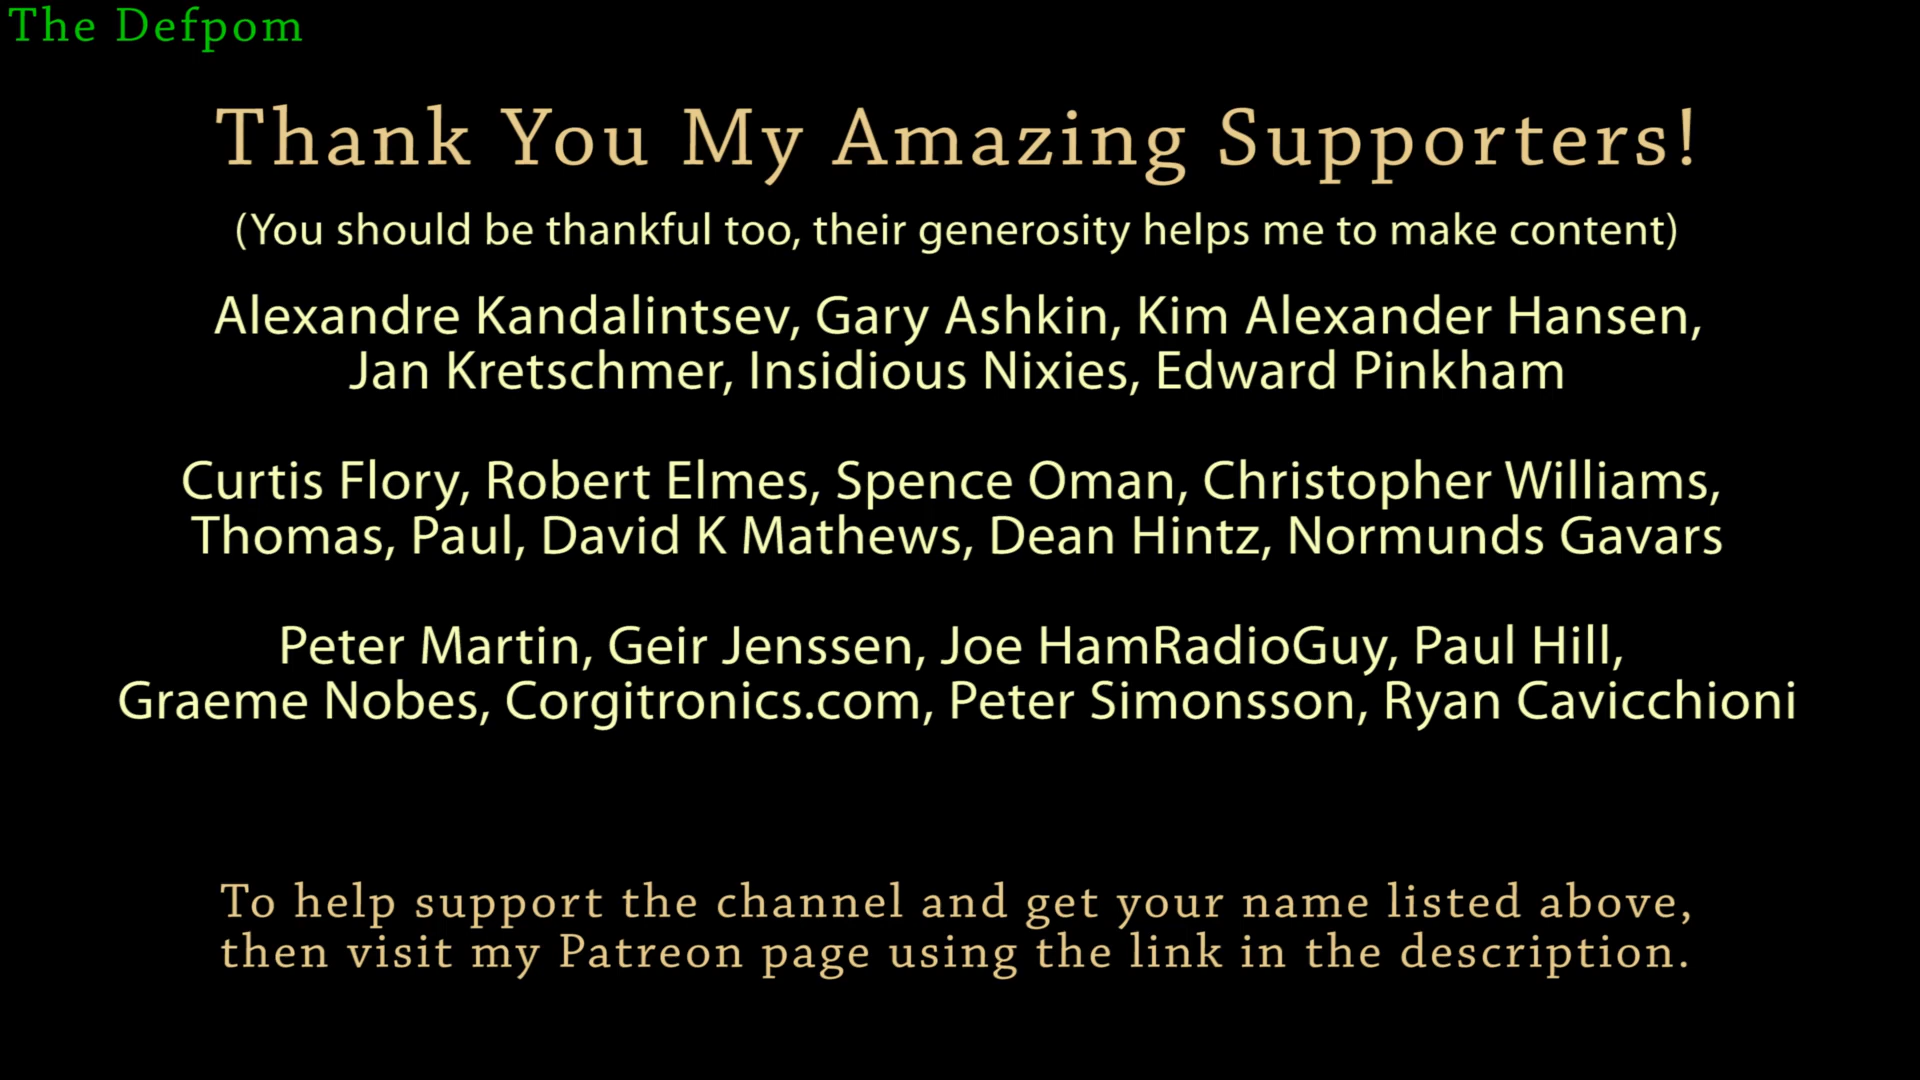 The Defpom
Thank You My Amazing Supporters!
(You should be thankful too, their generosity helps me to make content)
Alexandre Kandalintsev, Gary Ashkin, Kim Alexander Hansen,
Jan Kretschmer, Insidious Nixies, Edward Pinkham
Curtis Flory, Robert Elmes, Spence Oman, Christopher Williams,
Thomas, Paul, David K Mathews, Dean Hintz, Normunds Gavars
Peter Martin, Geir Jenssen, Joe HamRadioGuy, Paul Hill,
Graeme Nobes, Corgitronics.com, Peter Simonsson, Ryan Cavicchioni
To help support the channel and get your name listed above,
then visit my Patreon page using the link in the description.